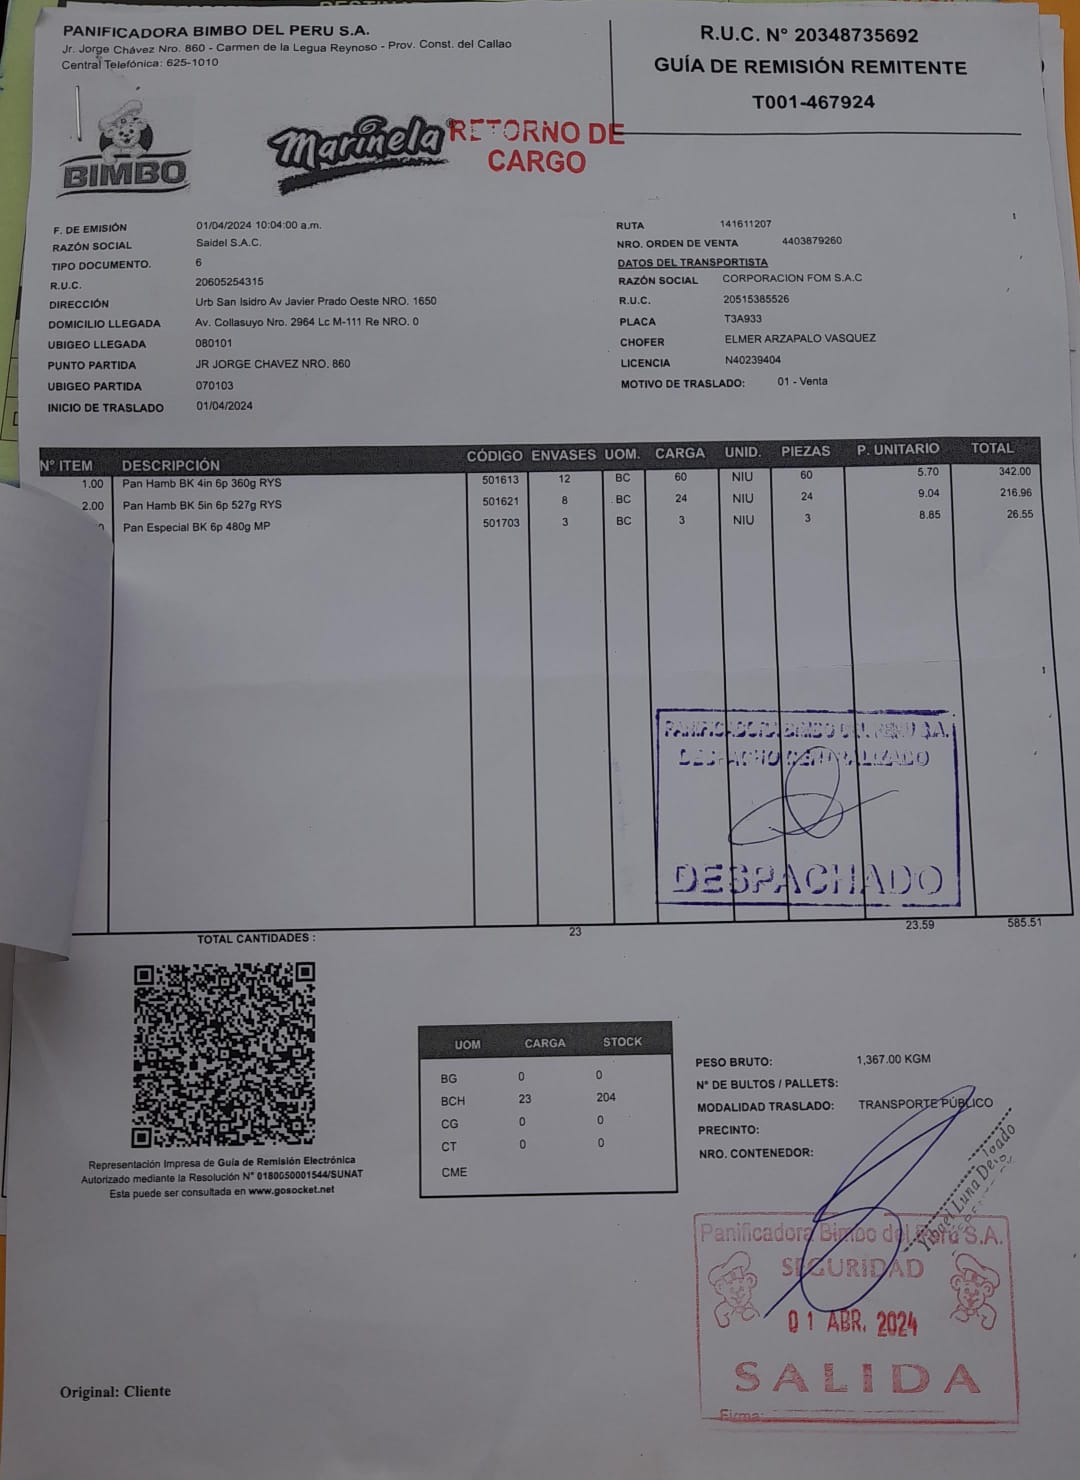 PANIFICADORA BIMBO DEL PERU S.A.
Jr. Jorge Chávez Nro. 860 - Carmen de la Legua Reynoso - Prov. Const. del Callao
Central Telefónica: 625-1010
R.U.C. N° 20348735692
GUÍA DE REMISIÓN REMITENTE
T001-467924
BIMBO
Marinela
RETORNO DE
CARGO
F. DE EMISIÓN 01/04/2024 10:04:00 a.m.
RAZÓN SOCIAL Saidel S.A.C.
TIPO DOCUMENTO. 6
R.U.C. 20605254315
DIRECCIÓN Urb San Isidro Av Javier Prado Oeste NRO. 1650
DOMICILIO LLEGADA Av. Collasuyo Nro. 2964 Lc M-111 Re NRO. 0
UBIGEO LLEGADA 080101
PUNTO PARTIDA JR JORGE CHAVEZ NRO. 860
UBIGEO PARTIDA 070103
INICIO DE TRASLADO 01/04/2024
RUTA 141611207
NRO. ORDEN DE VENTA 4403879260
DATOS DEL TRANSPORTISTA
RAZÓN SOCIAL CORPORACION FOM S.A.C
R.U.C. 20515385526
PLACA T3A933
CHOFER ELMER ARZAPALO VASQUEZ
LICENCIA N40239404
MOTIVO DE TRASLADO: 01 - Venta
N° ITEM DESCRIPCIÓN CÓDIGO ENVASES UOM. CARGA UNID. PIEZAS P. UNITARIO TOTAL
1.00 Pan Hamb BK 4in 6p 360g RYS 501613 12 BC 60 NIU 60 5.70 342.00
2.00 Pan Hamb BK 5in 6p 527g RYS 501621 8 BC 24 NIU 24 9.04 216.96
Pan Especial BK 6p 480g MP 501703 3 BC 3 NIU 3 8.85 26.55
PANIFICADORA BIMBO DEL PERU S.A.
DESPACHO CENTRALIZADO
DESPACHADO
TOTAL CANTIDADES : 23 23.59 585.51
Representación Impresa de Guía de Remisión Electrónica
Autorizado mediante la Resolución N° 0180050001544/SUNAT
Esta puede ser consultada en www.gosocket.net
UOM CARGA STOCK
BG 0 0
BCH 23 204
CG 0 0
CT 0 0
CME
PESO BRUTO: 1,367.00 KGM
N° DE BULTOS / PALLETS:
MODALIDAD TRASLADO: TRANSPORTE PÚBLICO
PRECINTO:
NRO. CONTENEDOR:
Luna
Panificadora Bimbo del Perú S.A.
SEGURIDAD
01 ABR. 2024
SALIDA
Firma:
Original: Cliente